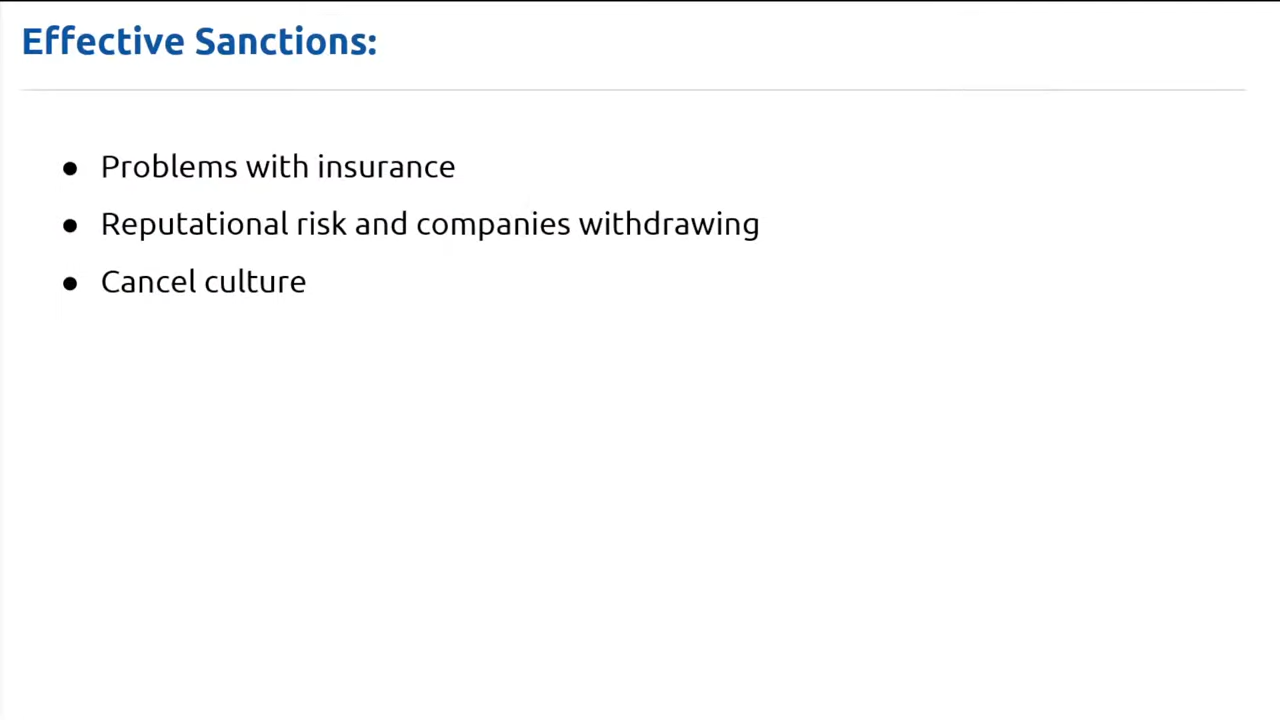 Effective Sanctions:
● Problems with insurance
● Reputational risk and companies withdrawing
● Cancel culture